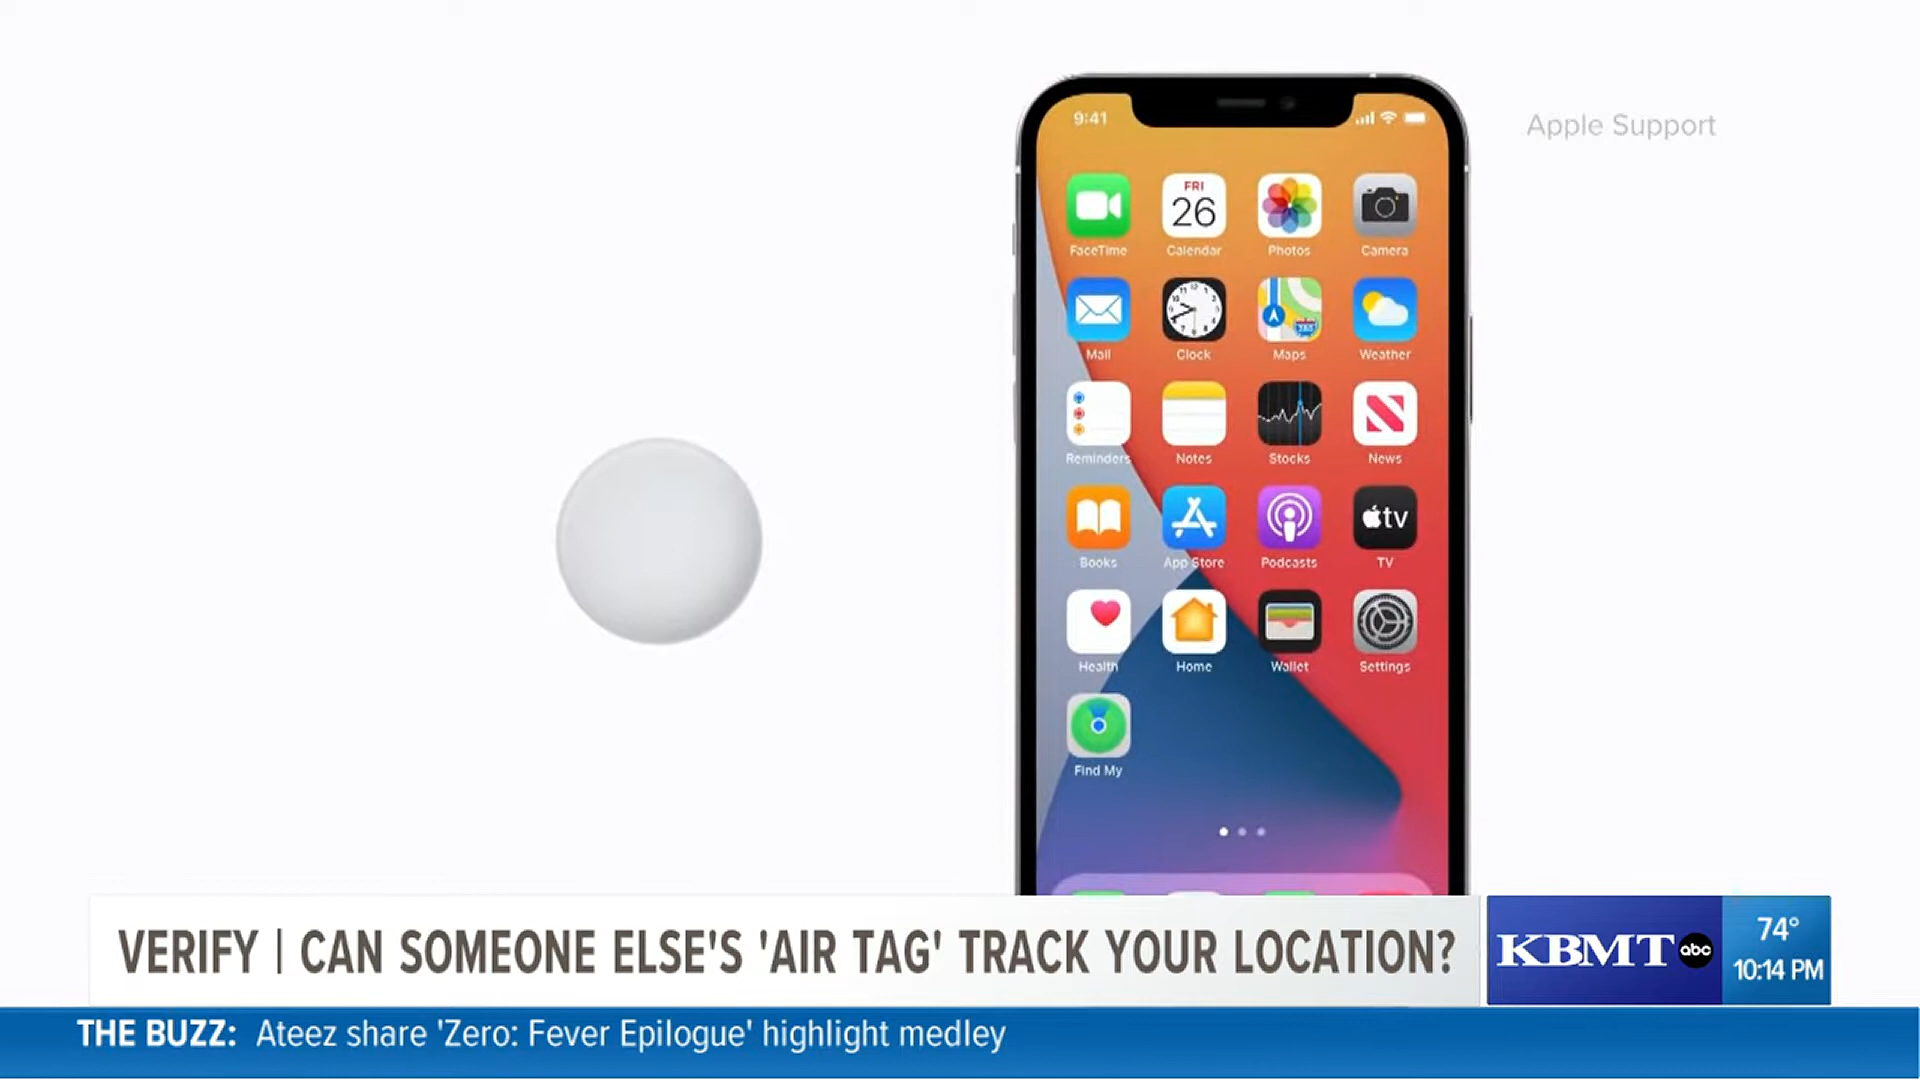 Apple Support
9:41
FRI
26
FaceTime Calendar Photos Camera
Mail Clock Maps Weather
Reminders Notes Stocks News
tv
Books App Store Podcasts TV
Health Home Wallet Settings
Find My
VERIFY | CAN SOMEONE ELSE'S 'AIR TAG' TRACK YOUR LOCATION?
KBMT abc
74°
10:14 PM
THE BUZZ: Ateez share 'Zero: Fever Epilogue' highlight medley